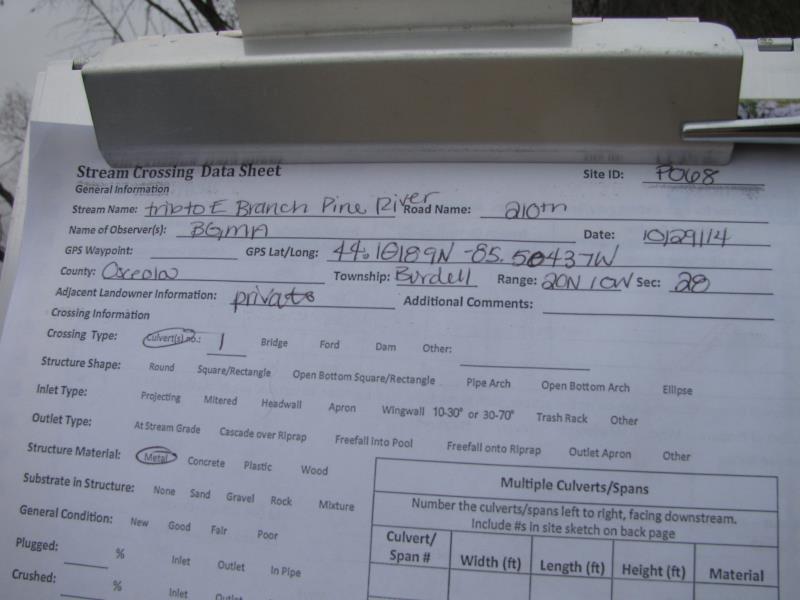 Stream Crossing Data Sheet Site ID: P068
General Information
Stream Name: trib to E Branch Pine River Road Name: 210th
Name of Observer(s): BGMA Date: 10/29/14
GPS Waypoint: GPS Lat/Long: 44.10189N -85.50437W
County: Osceola Township: Burdell Range: 20N 10W Sec: 28
Adjacent Landowner Information: private Additional Comments:
Crossing Information
Crossing Type: Culvert(s) no.: 1 Bridge Ford Dam Other:
Structure Shape: Round Square/Rectangle Open Bottom Square/Rectangle Pipe Arch Open Bottom Arch Ellipse
Inlet Type: Projecting Mitered Headwall Apron Wingwall 10-30° or 30-70° Trash Rack Other
Outlet Type: At Stream Grade Cascade over Riprap Freefall into Pool Freefall onto Riprap Outlet Apron Other
Structure Material: Metal Concrete Plastic Wood
Substrate in Structure: None Sand Gravel Rock Mixture
General Condition: New Good Fair Poor
Plugged: % Inlet Outlet In Pipe
Crushed: % Inlet Outlet
Multiple Culverts/Spans
Number the culverts/spans left to right, facing downstream.
Include #s in site sketch on back page
Culvert/
Span # Width (ft) Length (ft) Height (ft) Material